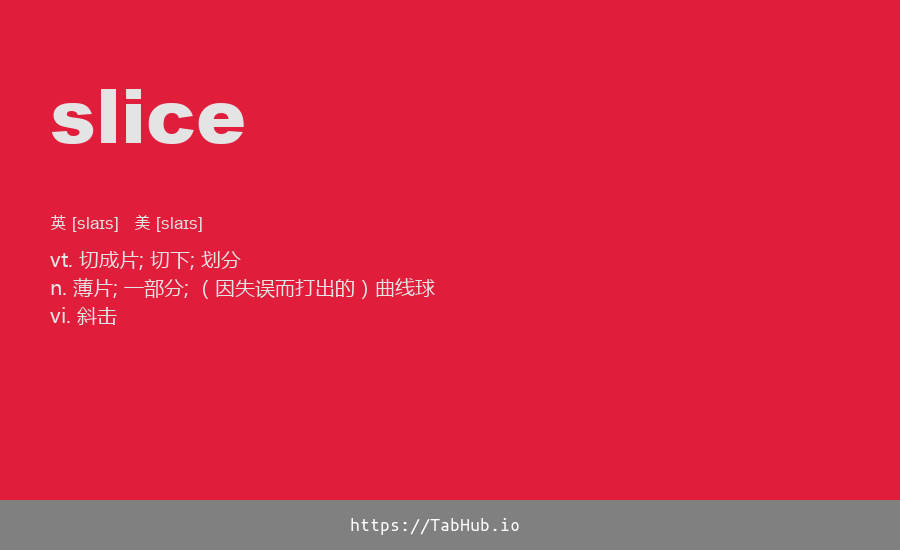 slice
英 [slaɪs] 美 [slaɪs]
vt. 切成片; 切下; 划分
n. 薄片; 一部分; （因失误而打出的）曲线球
vi. 斜击
https://TabHub.io